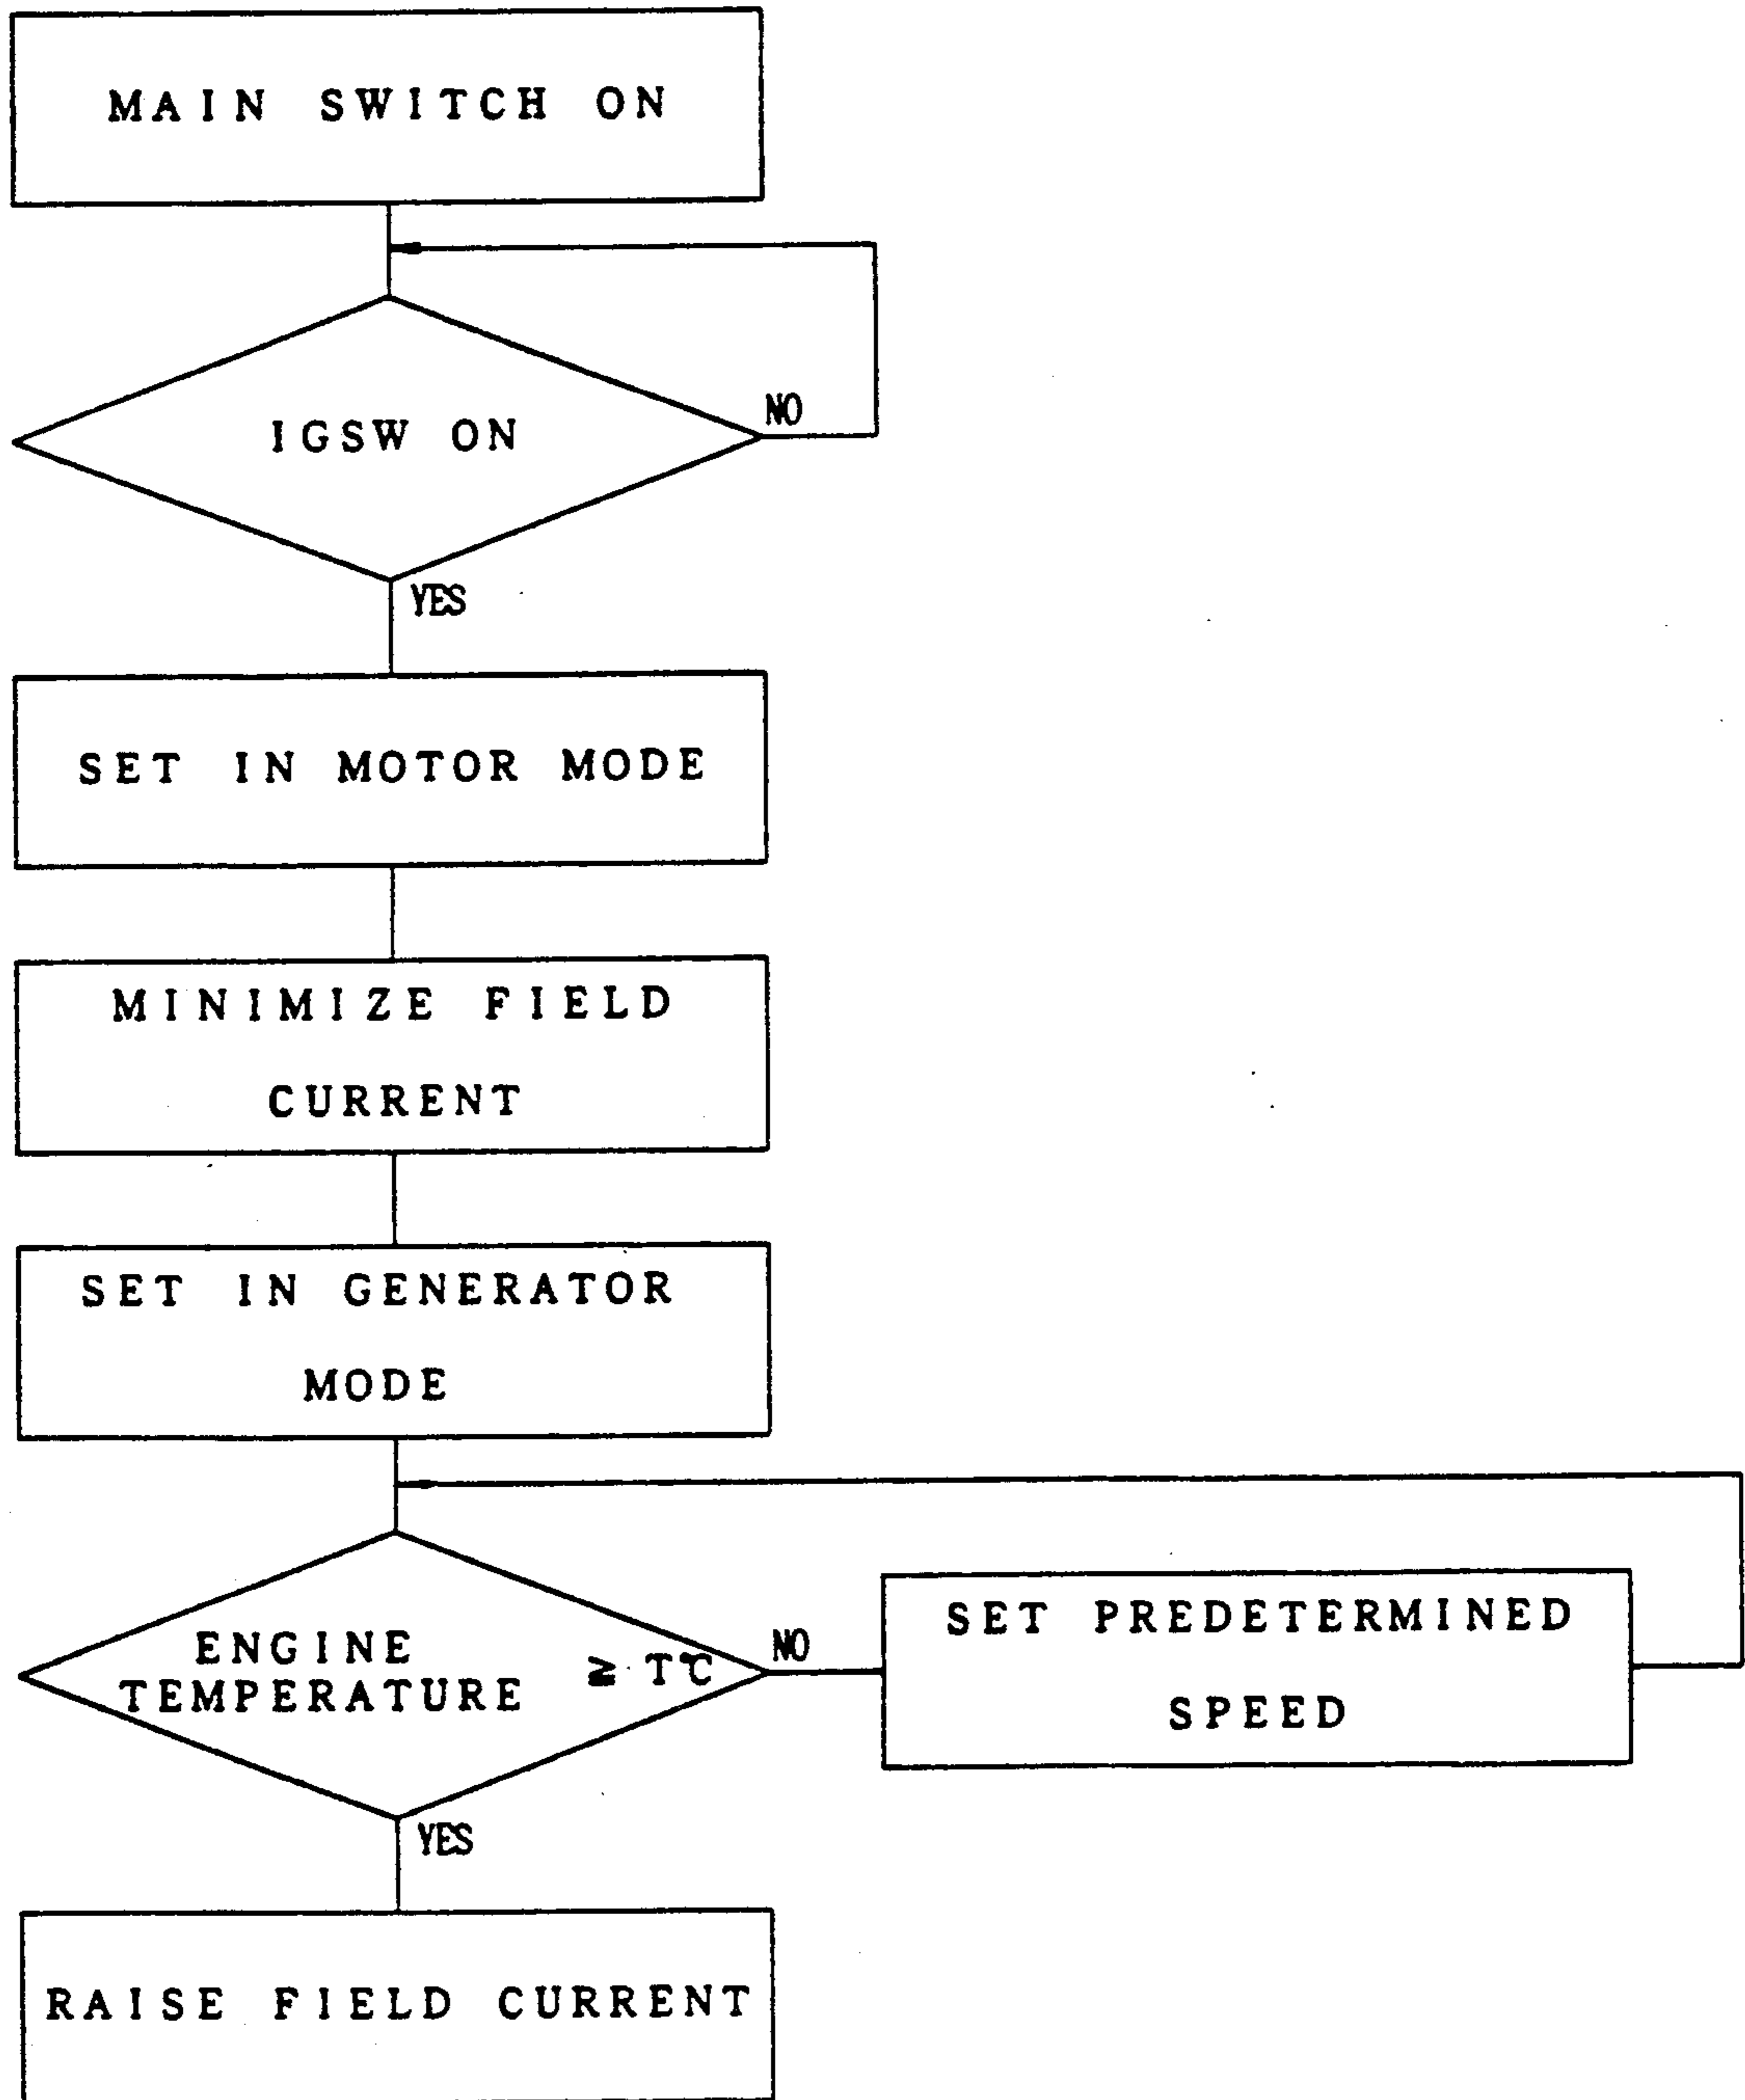 MAIN SWITCH ON
IGSW ON
NO
YES
SET IN MOTOR MODE
MINIMIZE FIELD
CURRENT
SET IN GENERATOR
MODE
ENGINE
TEMPERATURE ≧ T℃
NO
SET PREDETERMINED
SPEED
YES
RAISE FIELD CURRENT